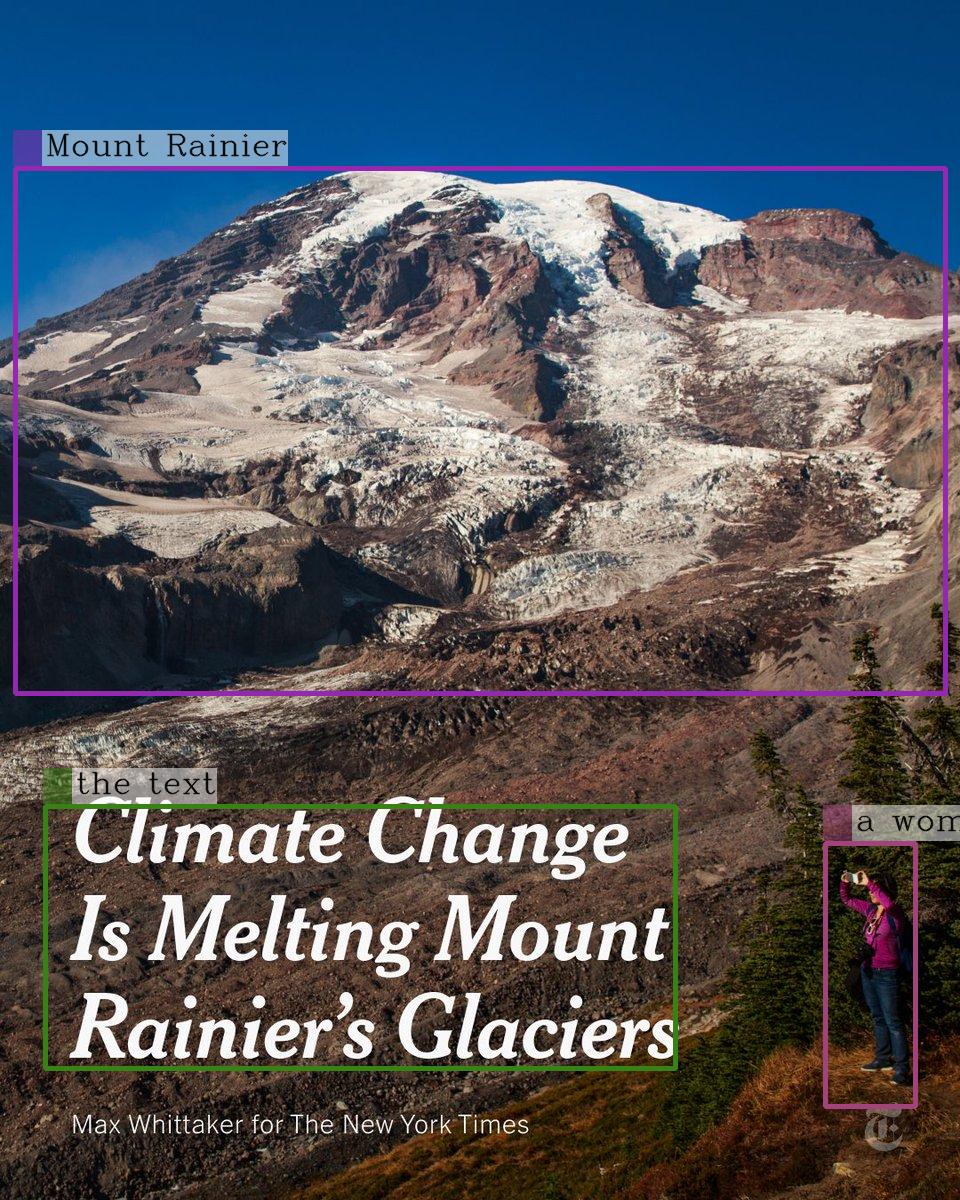 Mount Rainier
the text
Climate Change
Is Melting Mount
Rainier's Glaciers
a wom
Max Whittaker for The New York Times